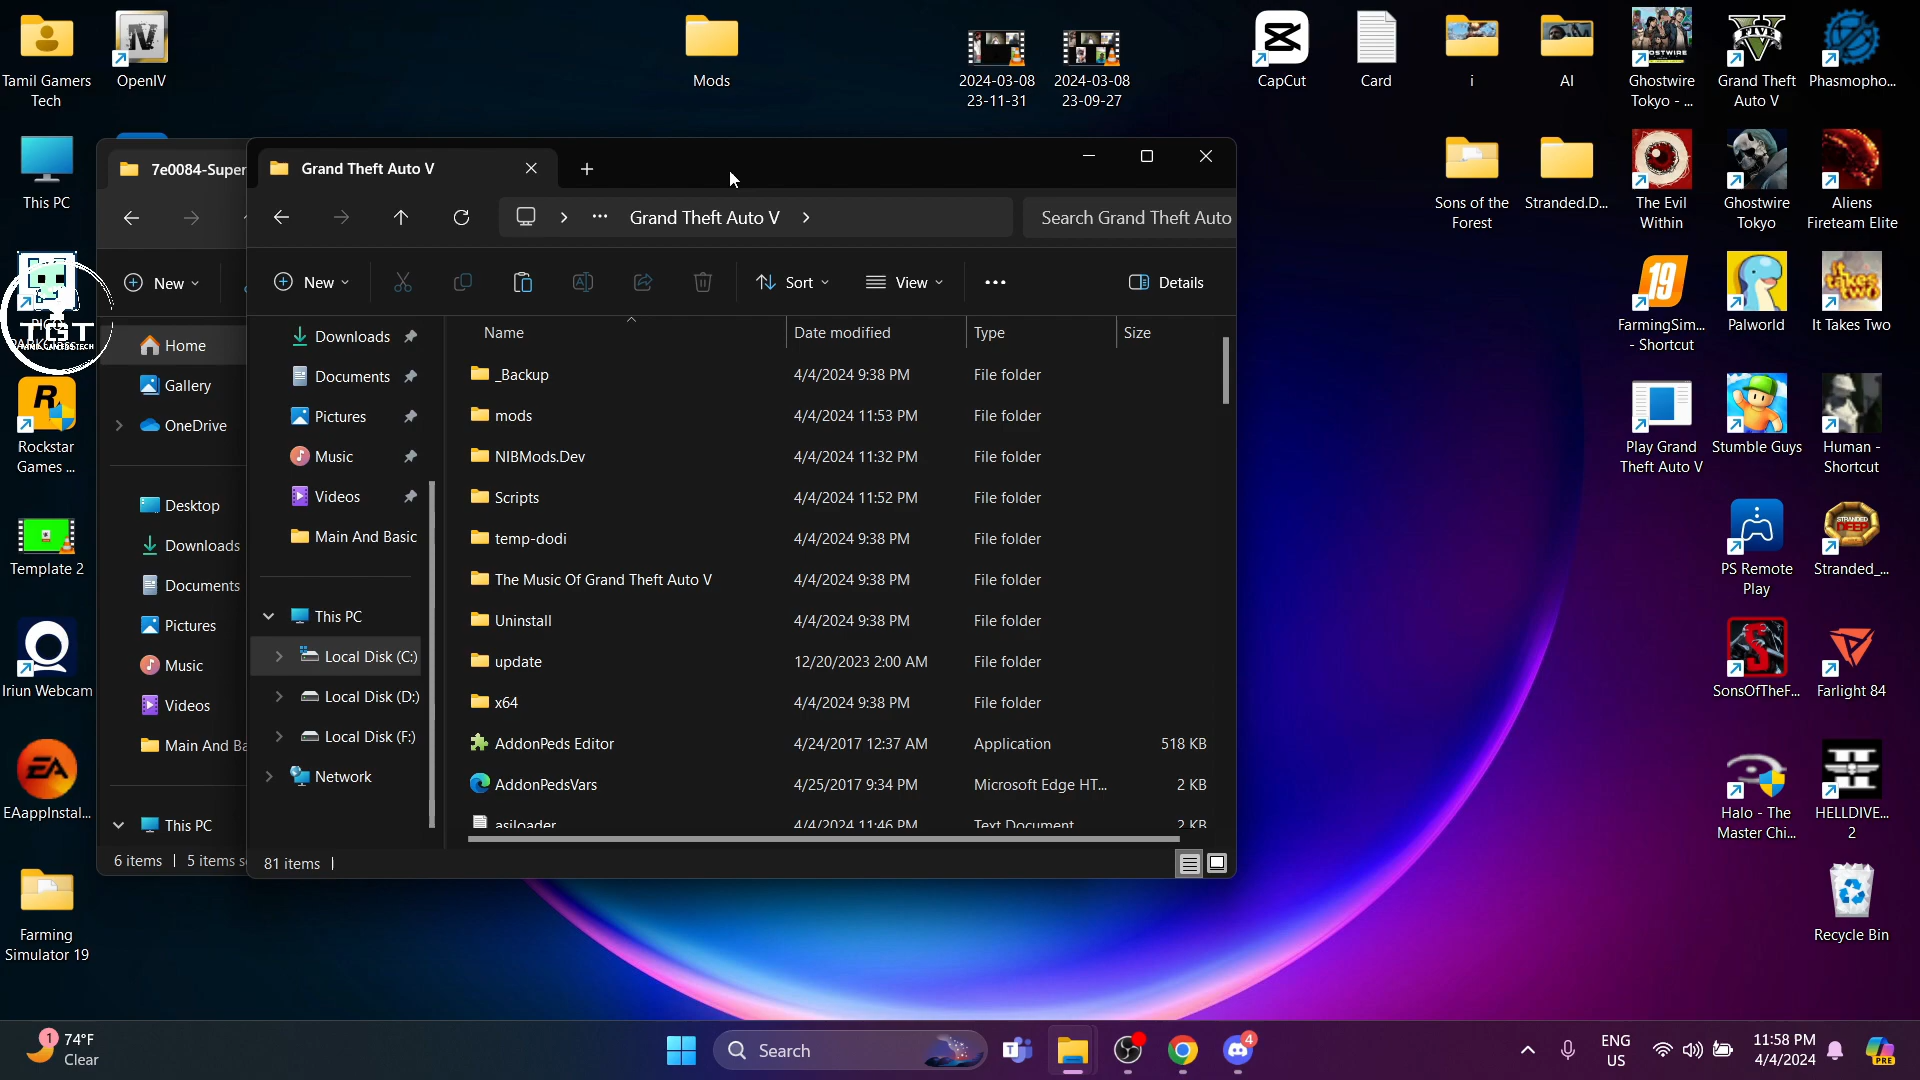 Tamil Gamers
Tech
OpenIV
Mods
2024-03-08
23-11-31
2024-03-08
23-09-27
CapCut
Card
i
AI
Ghostwire
Tokyo - ...
Grand Theft
Auto V
Phasmopho...
This PC
Sons of the
Forest
Stranded.D...
The Evil
Within
Ghostwire
Tokyo
Aliens
Fireteam Elite
TGT
TAMIL GAMERS TECH
FarmingSim...
- Shortcut
Palworld
It Takes Two
Rockstar
Games ...
Play Grand
Theft Auto V
Stumble Guys
Human -
Shortcut
Template 2
PS Remote
Play
Stranded_...
Iriun Webcam
SonsOfTheF...
Farlight 84
EAappInstal...
Halo - The
Master Chi...
HELLDIVE...
2
Farming
Simulator 19
Recycle Bin
7e0084-Super
New
Home
Gallery
OneDrive
Desktop
Downloads
Documents
Pictures
Music
Videos
Main And Ba
This PC
6 items
5 items s
Grand Theft Auto V
Grand Theft Auto V
Search Grand Theft Auto
New
Sort
View
Details
Downloads
Documents
Pictures
Music
Videos
Main And Basic
This PC
Local Disk (C:)
Local Disk (D:)
Local Disk (F:)
Network
Name Date modified Type Size
_Backup 4/4/2024 9:38 PM File folder
mods 4/4/2024 11:53 PM File folder
NIBMods.Dev 4/4/2024 11:32 PM File folder
Scripts 4/4/2024 11:52 PM File folder
temp-dodi 4/4/2024 9:38 PM File folder
The Music Of Grand Theft Auto V 4/4/2024 9:38 PM File folder
Uninstall 4/4/2024 9:38 PM File folder
update 12/20/2023 2:00 AM File folder
x64 4/4/2024 9:38 PM File folder
AddonPeds Editor 4/24/2017 12:37 AM Application 518 KB
AddonPedsVars 4/25/2017 9:34 PM Microsoft Edge HT... 2 KB
asiloader 4/4/2024 11:46 PM Text Document 2 KB
81 items
1
74°F
Clear
Search
4
ENG
US
11:58 PM
4/4/2024
PRE